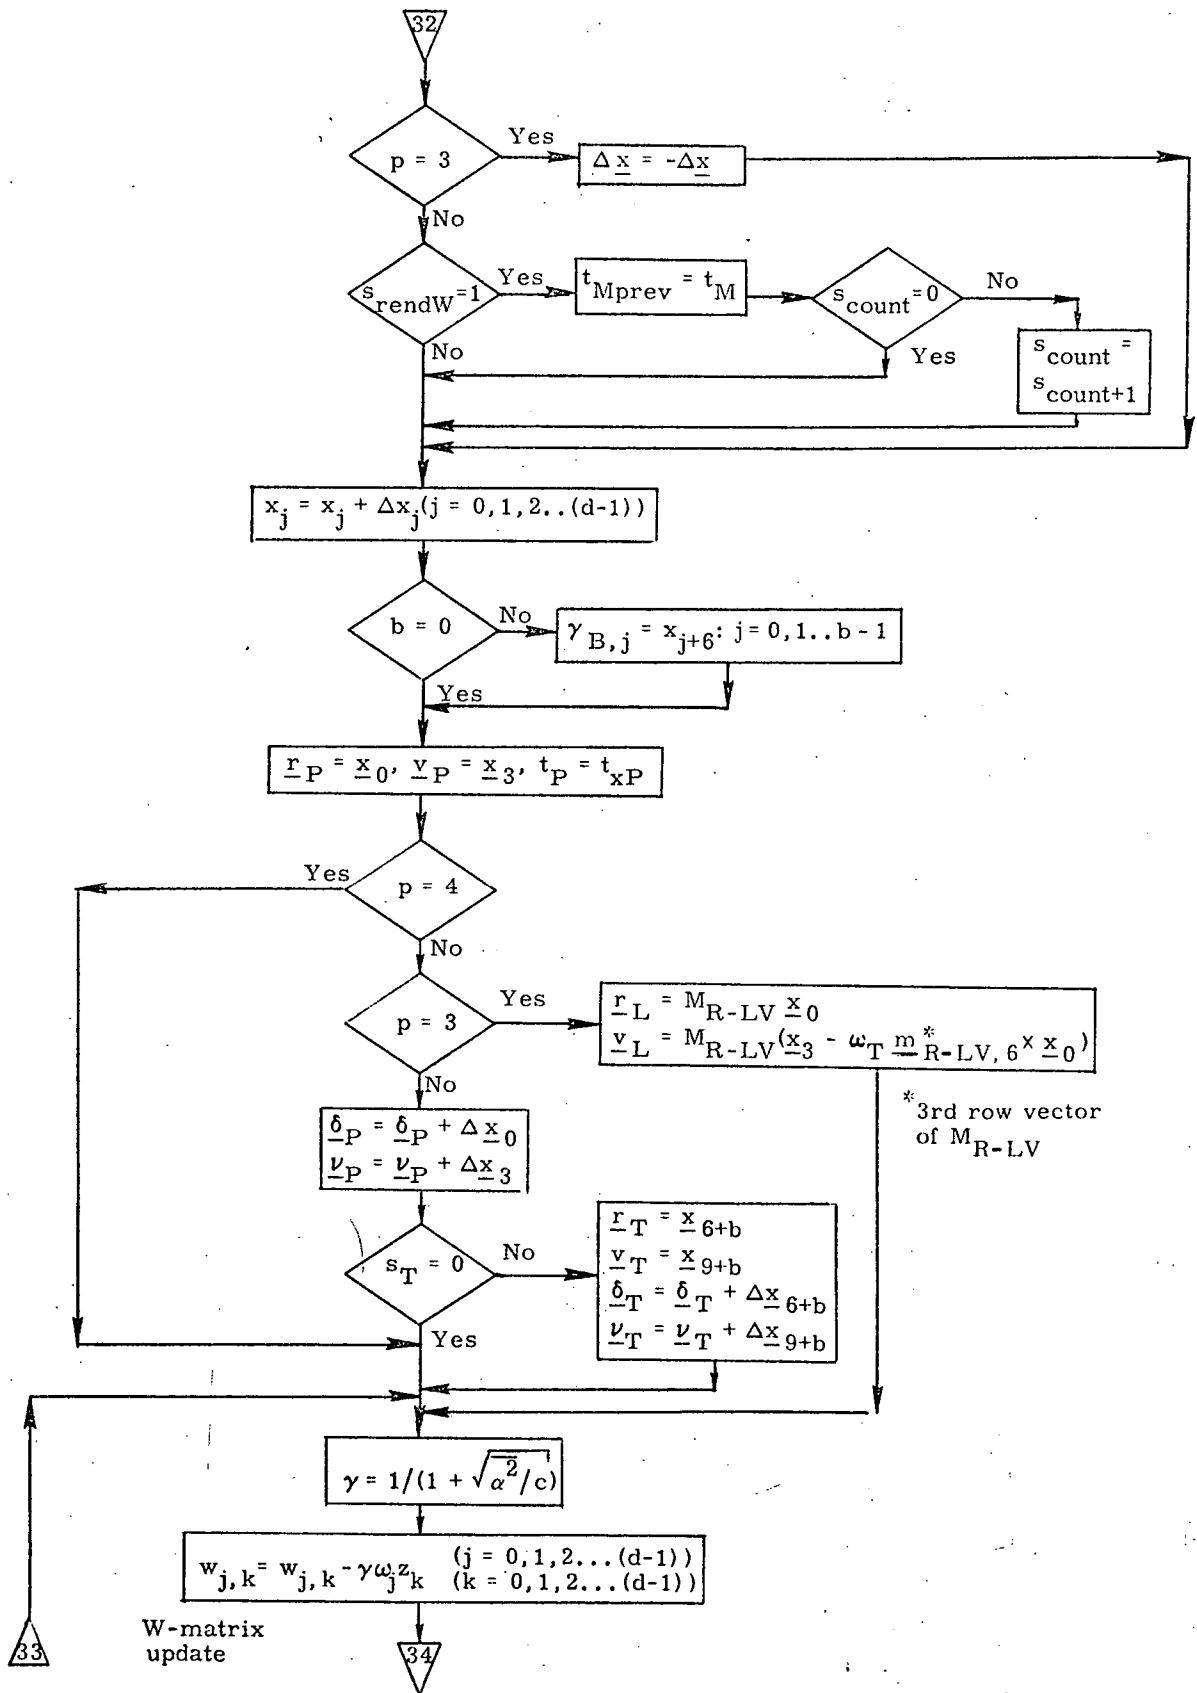 32
p = 3
Yes
Δx = -Δx
No
s_rendW = 1
Yes
t_Mprev = t_M
s_count = 0
No
s_count =
s_count+1
Yes
No
x_j = x_j + Δx_j (j = 0,1,2..(d-1))
b = 0
No
γ_B,j = x_j+6: j = 0,1..b - 1
Yes
r_P = x_0, v_P = x_3, t_P = t_xP
Yes
p = 4
No
p = 3
Yes
r_L = M_R-LV x_0
v_L = M_R-LV(x_3 - ω_T m*_R-LV, 6 × x_0)
*3rd row vector
of M_R-LV
No
δ_P = δ_P + Δx_0
ν_P = ν_P + Δx_3
s_T = 0
No
r_T = x_6+b
v_T = x_9+b
δ_T = δ_T + Δx_6+b
ν_T = ν_T + Δx_9+b
Yes
γ = 1/(1 + √(α²/c))
w_j,k = w_j,k - γω_j z_k (j = 0,1,2...(d-1))
(k = 0,1,2...(d-1))
33
W-matrix
update
34